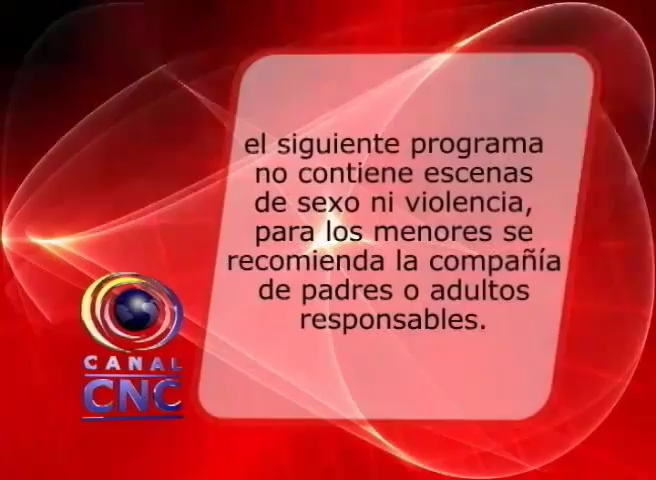 el siguiente programa
no contiene escenas
de sexo ni violencia,
para los menores se
recomienda la compañía
de padres o adultos
responsables.
CANAL
CNC